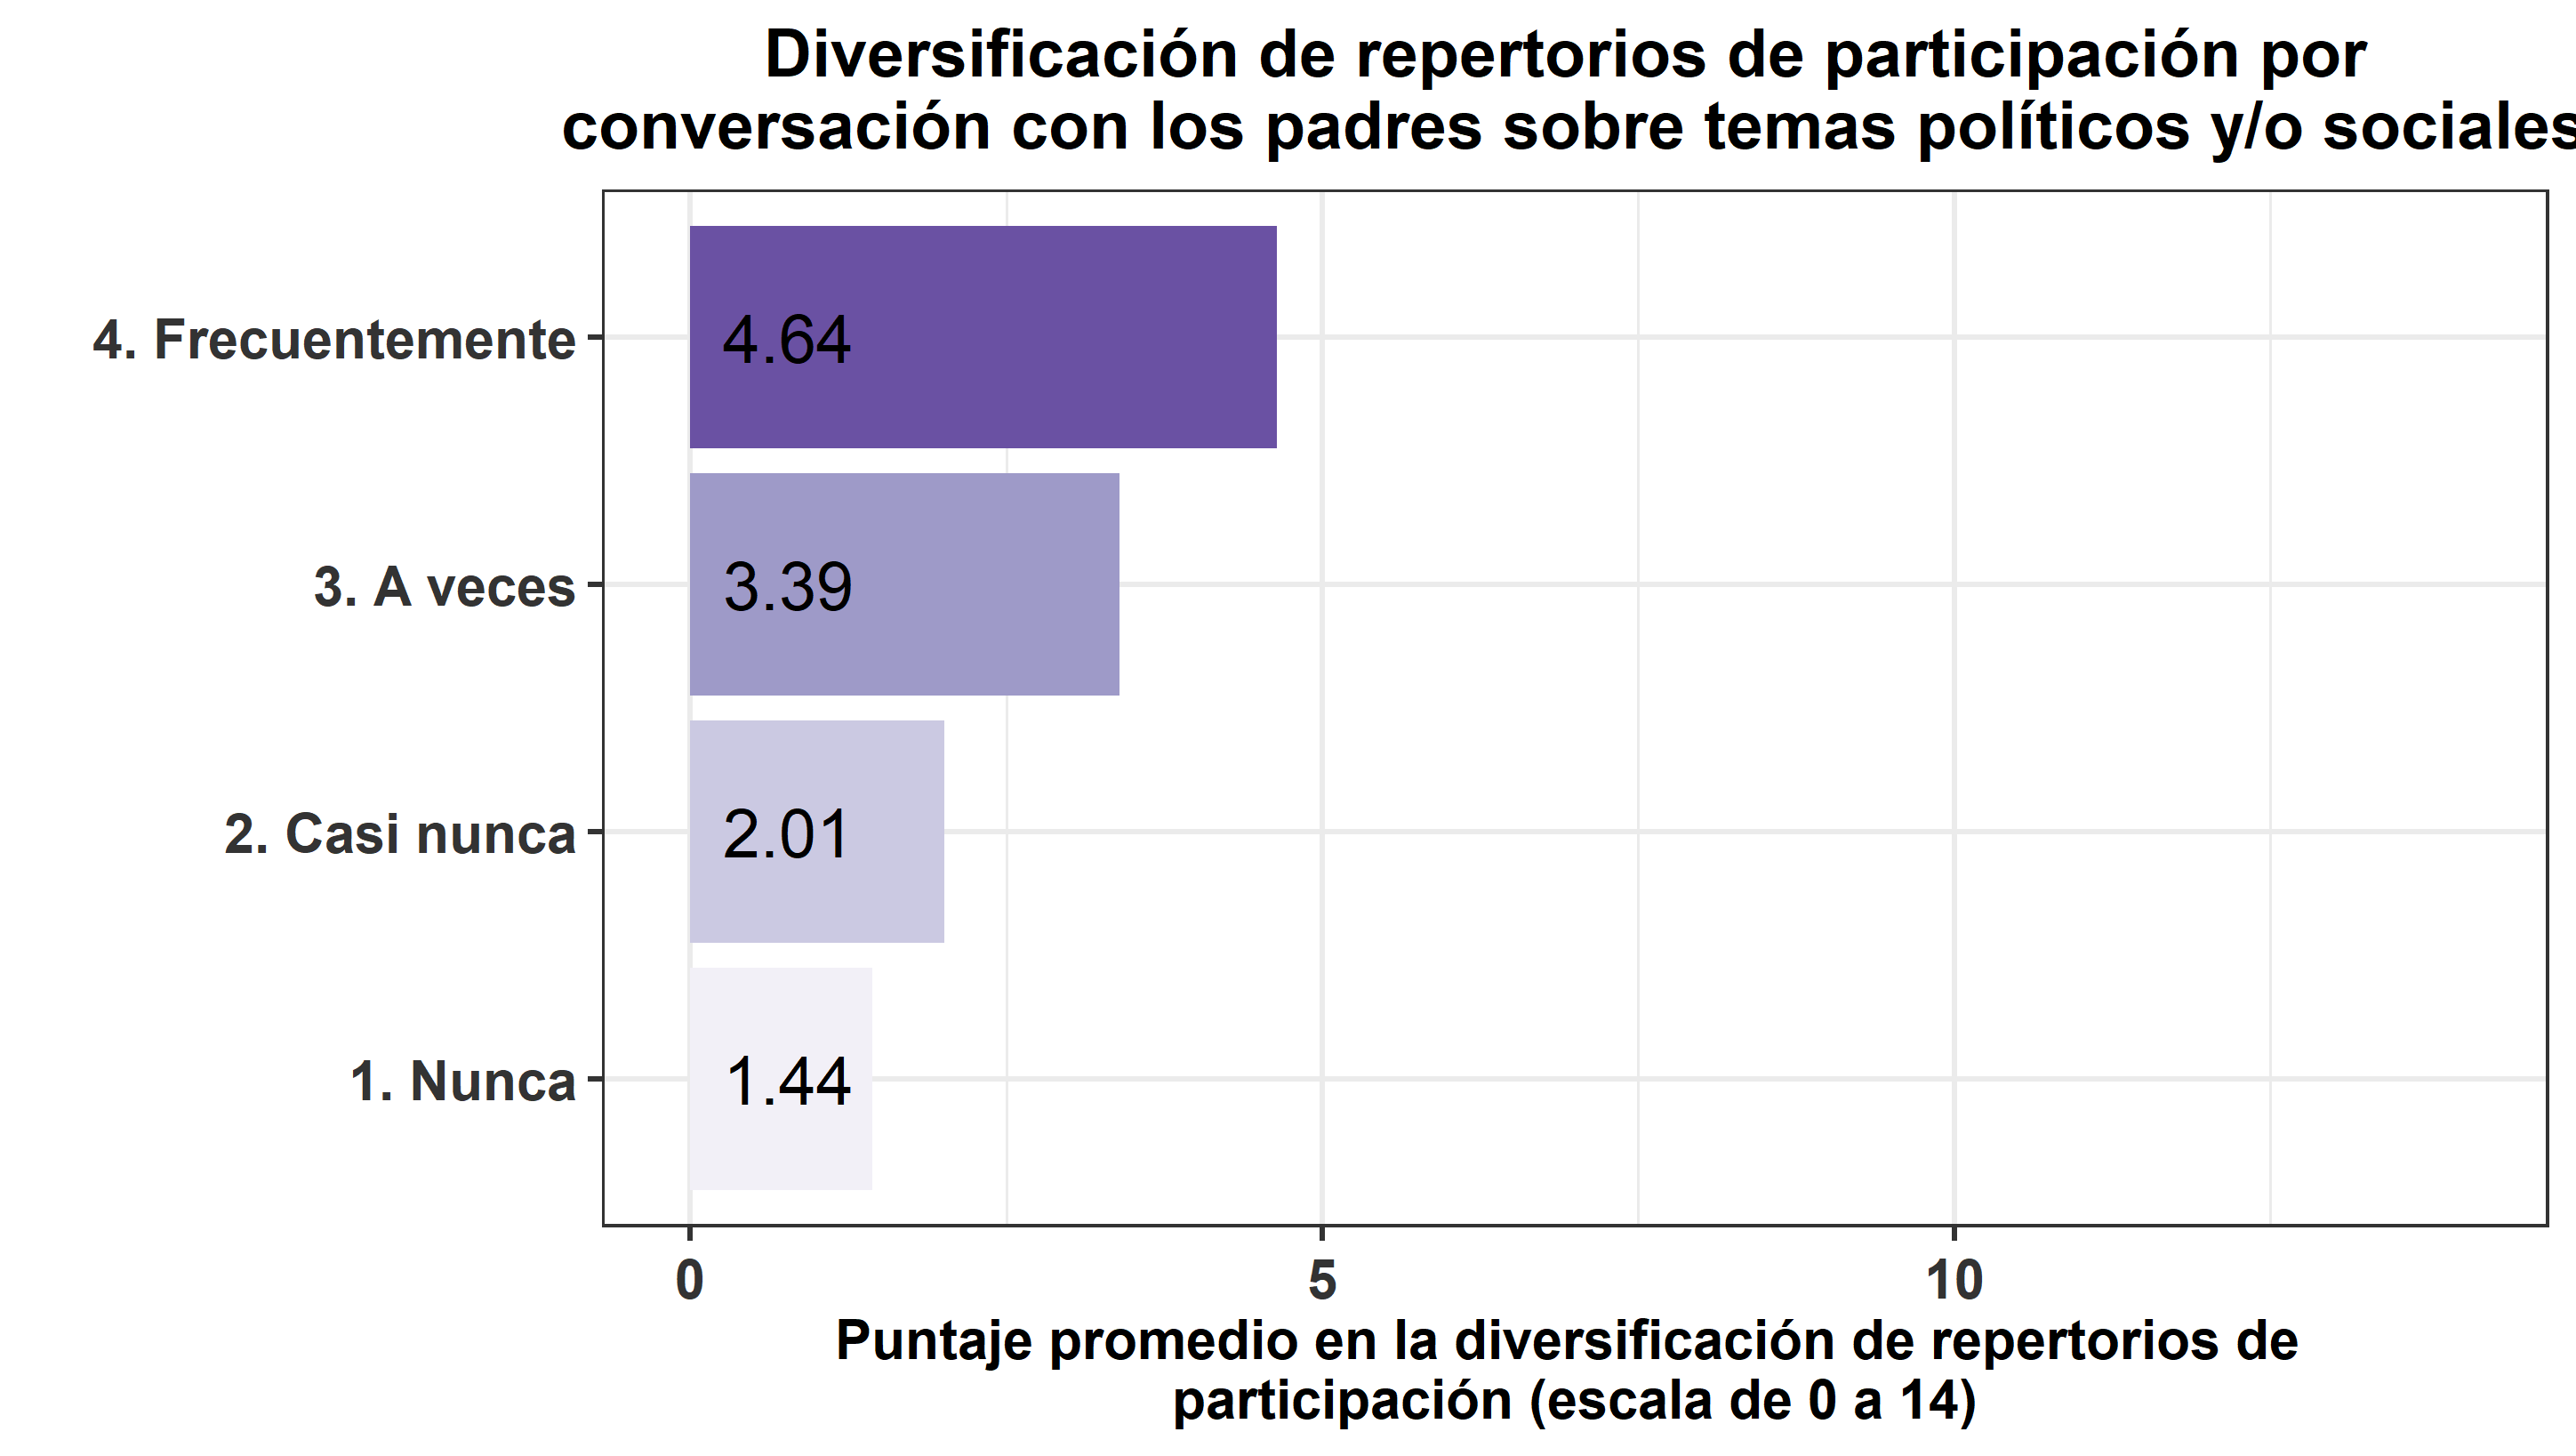 Diversificación de repertorios de participación por
conversación con los padres sobre temas políticos y/o sociales
4. Frecuentemente
4.64
3. A veces
3.39
2. Casi nunca
2.01
1. Nunca
1.44
0
5
10
Puntaje promedio en la diversificación de repertorios de
participación (escala de 0 a 14)